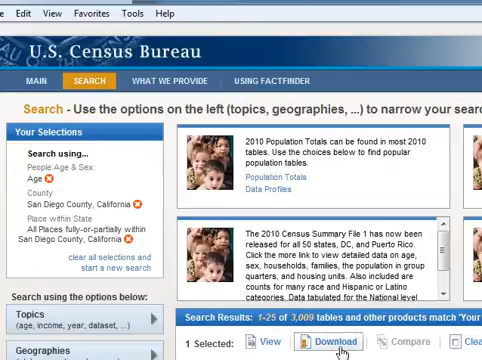 e Edit View Favorites Tools Help
U.S. Census Bureau
MAIN SEARCH WHAT WE PROVIDE USING FACTFINDER
Search - Use the options on the left (topics, geographies, ...) to narrow your sear
Your Selections
Search using...
People:Age & Sex:
Age
County
San Diego County, California
Place within State
All Places fully-or-partially within
San Diego County, California
clear all selections and
start a new search
Search using the options below:
Topics
(age, income, year, dataset, ...)
Geographies
2010 Population Totals can be found in most 2010
tables. Use the choices below to find popular
population tables.
Population Totals
Data Profiles
The 2010 Census Summary File 1 has now been
released for all 50 states, DC, and Puerto Rico.
Click the more link to view detailed data on age,
sex, households, families, the population in group
quarters, and housing units. Also included are
counts for many race and Hispanic or Latino
categories. Data tabulated for the National level
Search Results: 1-25 of 3,009 tables and other products match 'Your
1 Selected: View Download Compare Clea